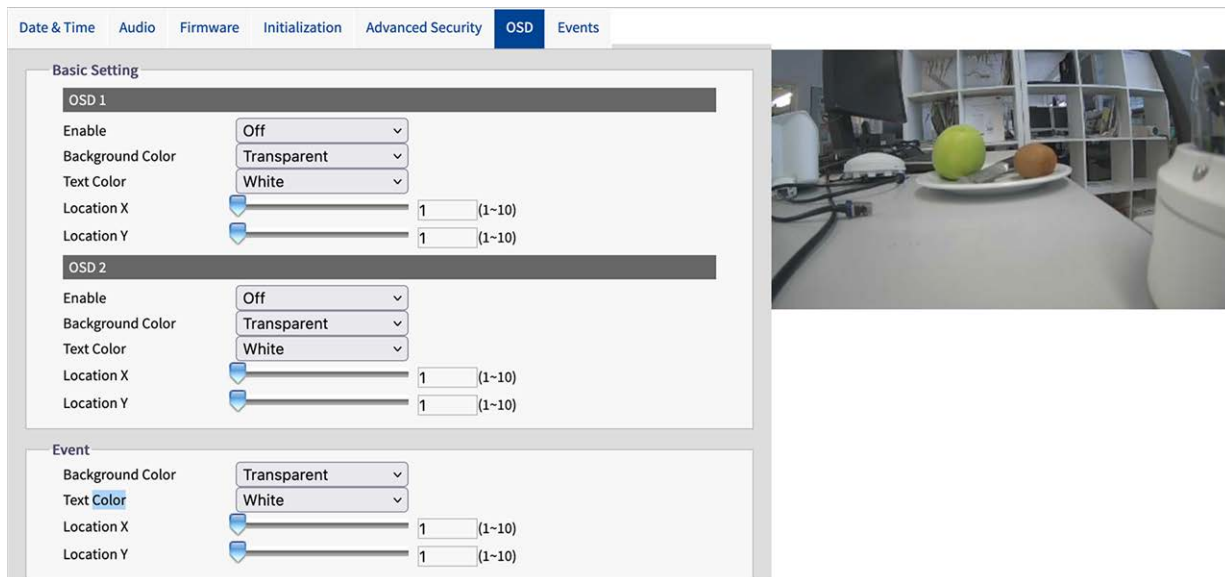 Date & Time Audio Firmware Initialization Advanced Security OSD Events
Basic Setting
OSD 1
Enable Off
Background Color Transparent
Text Color White
Location X 1 (1~10)
Location Y 1 (1~10)
OSD 2
Enable Off
Background Color Transparent
Text Color White
Location X 1 (1~10)
Location Y 1 (1~10)
Event
Background Color Transparent
Text Color White
Location X 1 (1~10)
Location Y 1 (1~10)